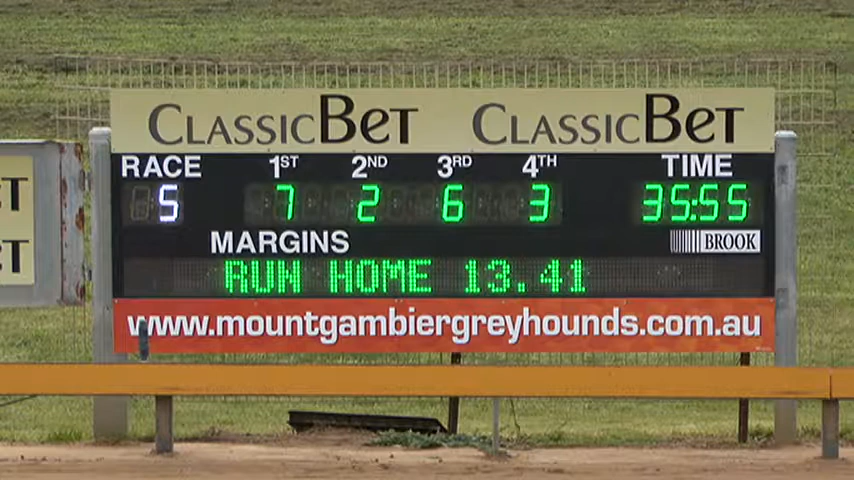 CLASSICBET CLASSICBET
RACE 1ST 2ND 3RD 4TH TIME
5 7 2 6 3 35:55
MARGINS BROOK
RUN HOME 13.41
www.mountgambiergreyhounds.com.au
T
T